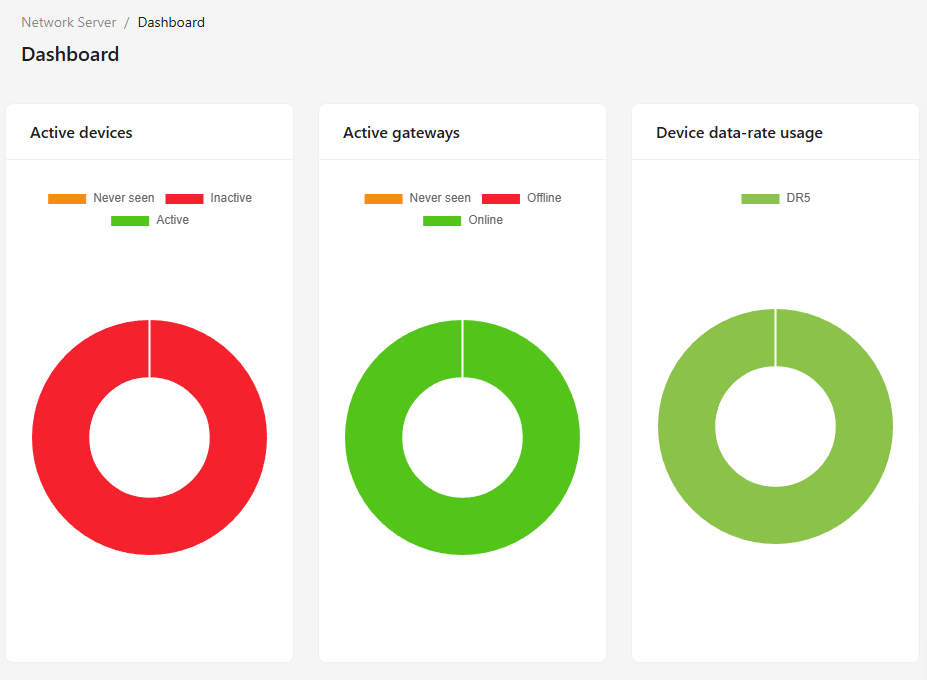 Network Server / Dashboard
Dashboard
Active devices
Never seen Inactive
Active
Active gateways
Never seen Offline
Online
Device data-rate usage
DR5